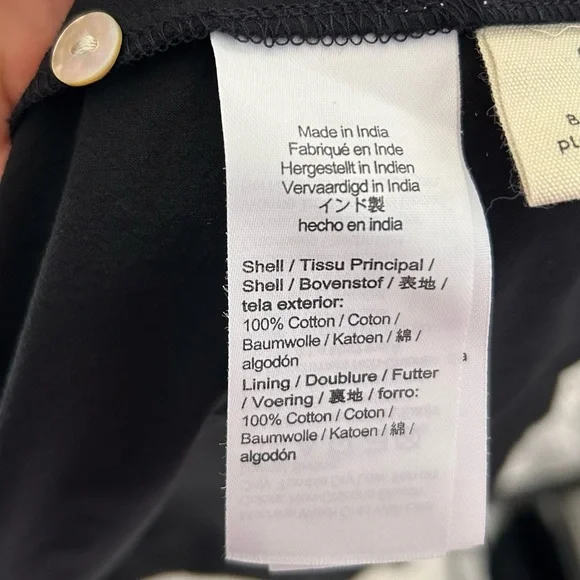 Made in India
Fabriqué en Inde
Hergestellt in Indien
Vervaardigd in India
インド製
hecho en india
Shell / Tissu Principal /
Shell / Bovenstof / 表地 /
tela exterior:
100% Cotton / Coton /
Baumwolle / Katoen / 綿 /
algodón
Lining / Doublure / Futter
/ Voering / 裏地 / forro:
100% Cotton / Coton /
Baumwolle / Katoen / 綿 /
algodón